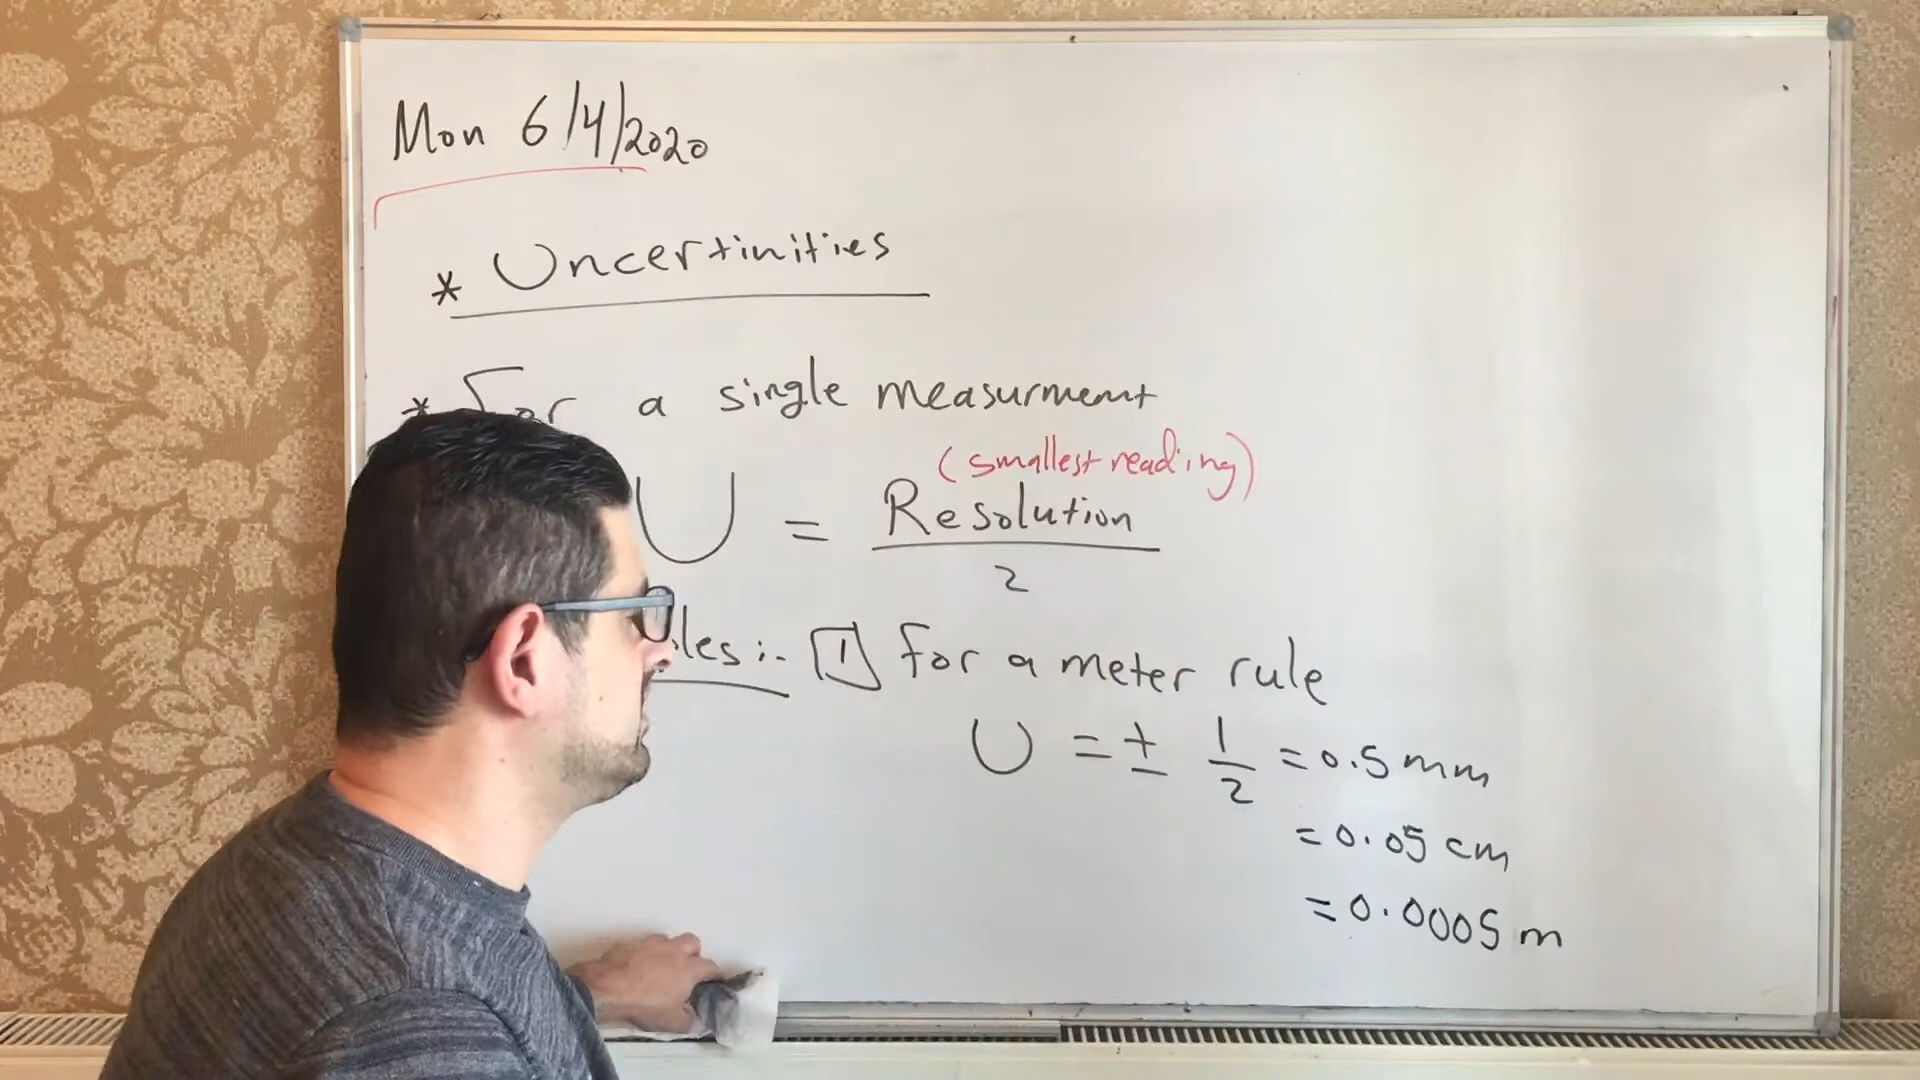 Mon 6/4/2020
* Uncertinities
* For a single measurment
(smallest reading)
U = Resolution
2
les:- 1 for a meter rule
U = ± 1/2 = 0.5 mm
= 0.05 cm
= 0.0005 m